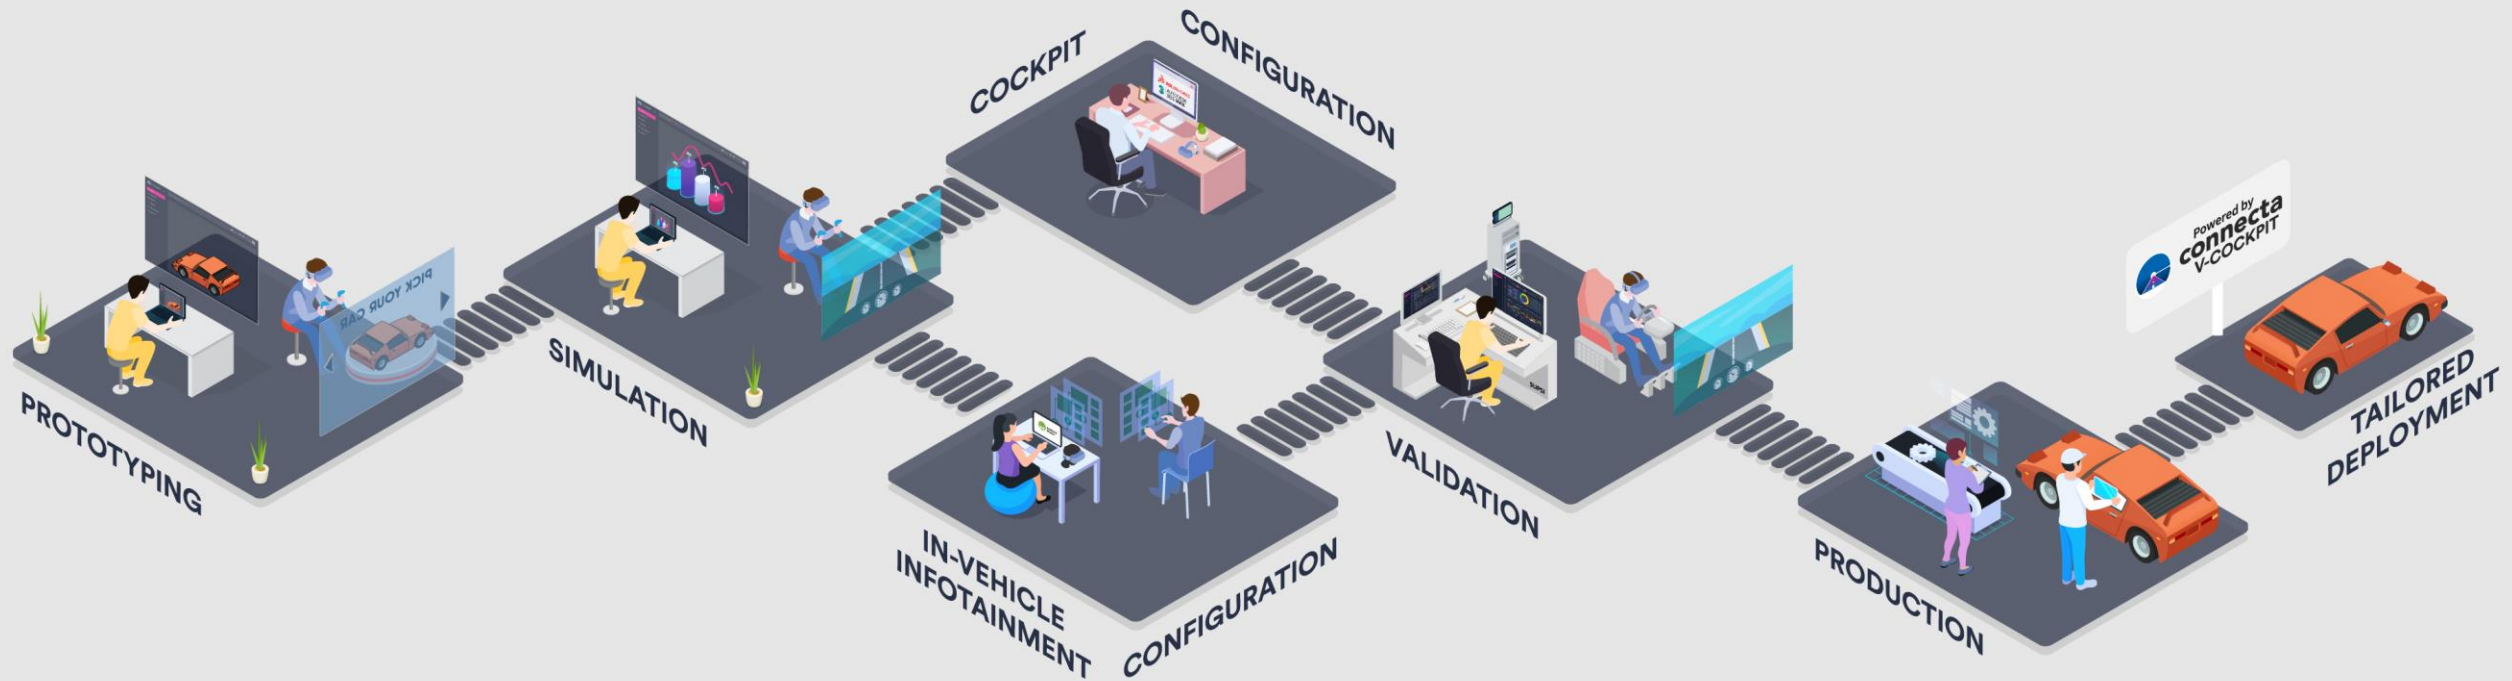 PROTOTYPING
PICK YOUR CAR
SIMULATION
COCKPIT
CONFIGURATION
IN-VEHICLE
INFOTAINMENT
CONFIGURATION
VALIDATION
SUPSI
PRODUCTION
Powered by
connecta
V-COCKPIT
TAILORED
DEPLOYMENT